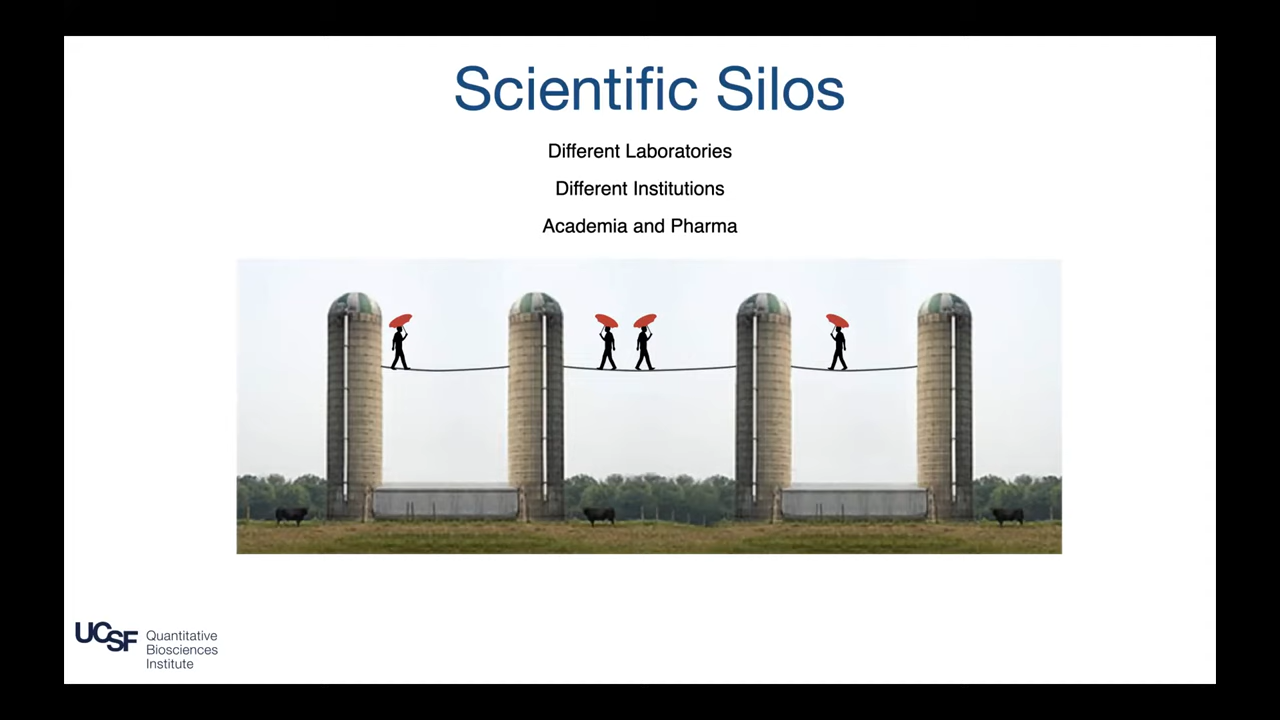 Scientific Silos
Different Laboratories
Different Institutions
Academia and Pharma
UCSF
Quantitative
Biosciences
Institute